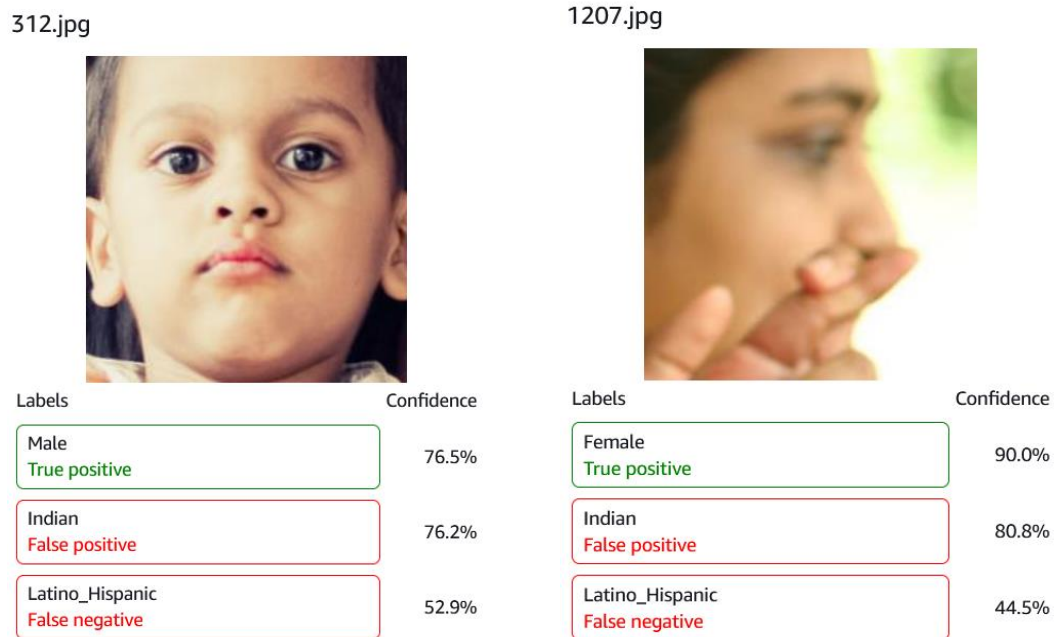 312.jpg
Labels Confidence
Male
True positive
76.5%
Indian
False positive
76.2%
Latino_Hispanic
False negative
52.9%
1207.jpg
Labels Confidence
Female
True positive
90.0%
Indian
False positive
80.8%
Latino_Hispanic
False negative
44.5%